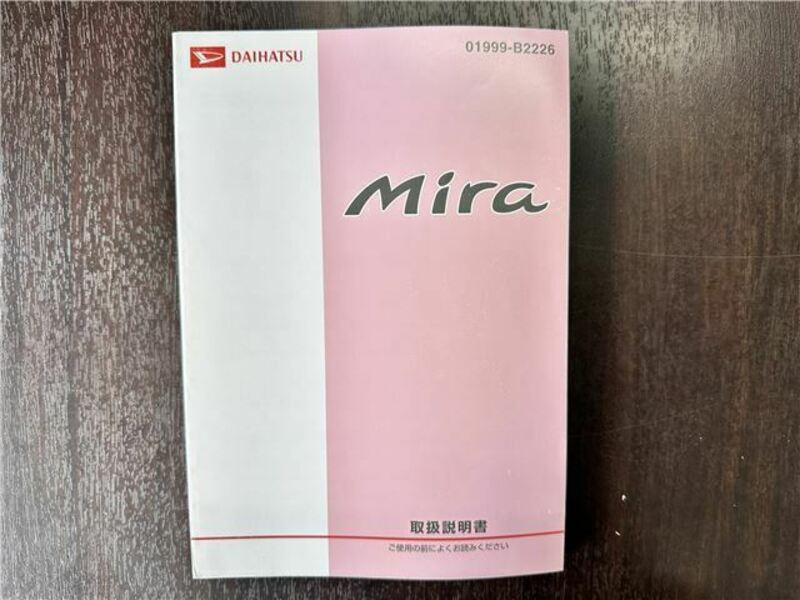 DAIHATSU
01999-B2226
Mira
取扱説明書
ご使用の前によくお読みください